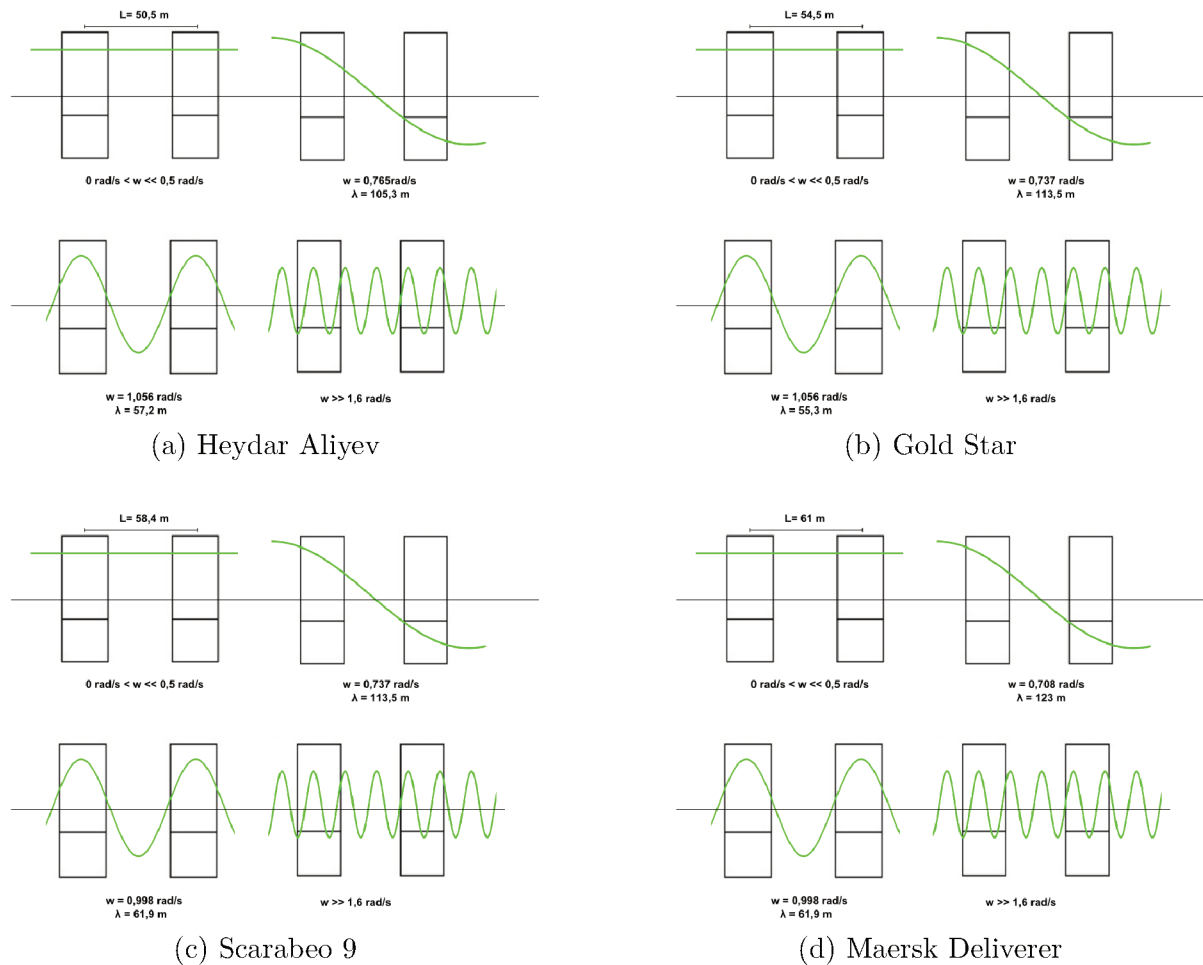 L= 50,5 m
0 rad/s < w << 0,5 rad/s
w = 0,765rad/s
λ = 105,3 m
w = 1,056 rad/s
λ = 57,2 m
w >> 1,6 rad/s
(a) Heydar Aliyev
L= 54,5 m
0 rad/s < w << 0,5 rad/s
w = 0,737 rad/s
λ = 113,5 m
w = 1,056 rad/s
λ = 55,3 m
w >> 1,6 rad/s
(b) Gold Star
L= 58,4 m
0 rad/s < w << 0,5 rad/s
w = 0,737 rad/s
λ = 113,5 m
w = 0,998 rad/s
λ = 61,9 m
w >> 1,6 rad/s
(c) Scarabeo 9
L= 61 m
0 rad/s < w << 0,5 rad/s
w = 0,708 rad/s
λ = 123 m
w = 0,998 rad/s
λ = 61,9 m
w >> 1,6 rad/s
(d) Maersk Deliverer